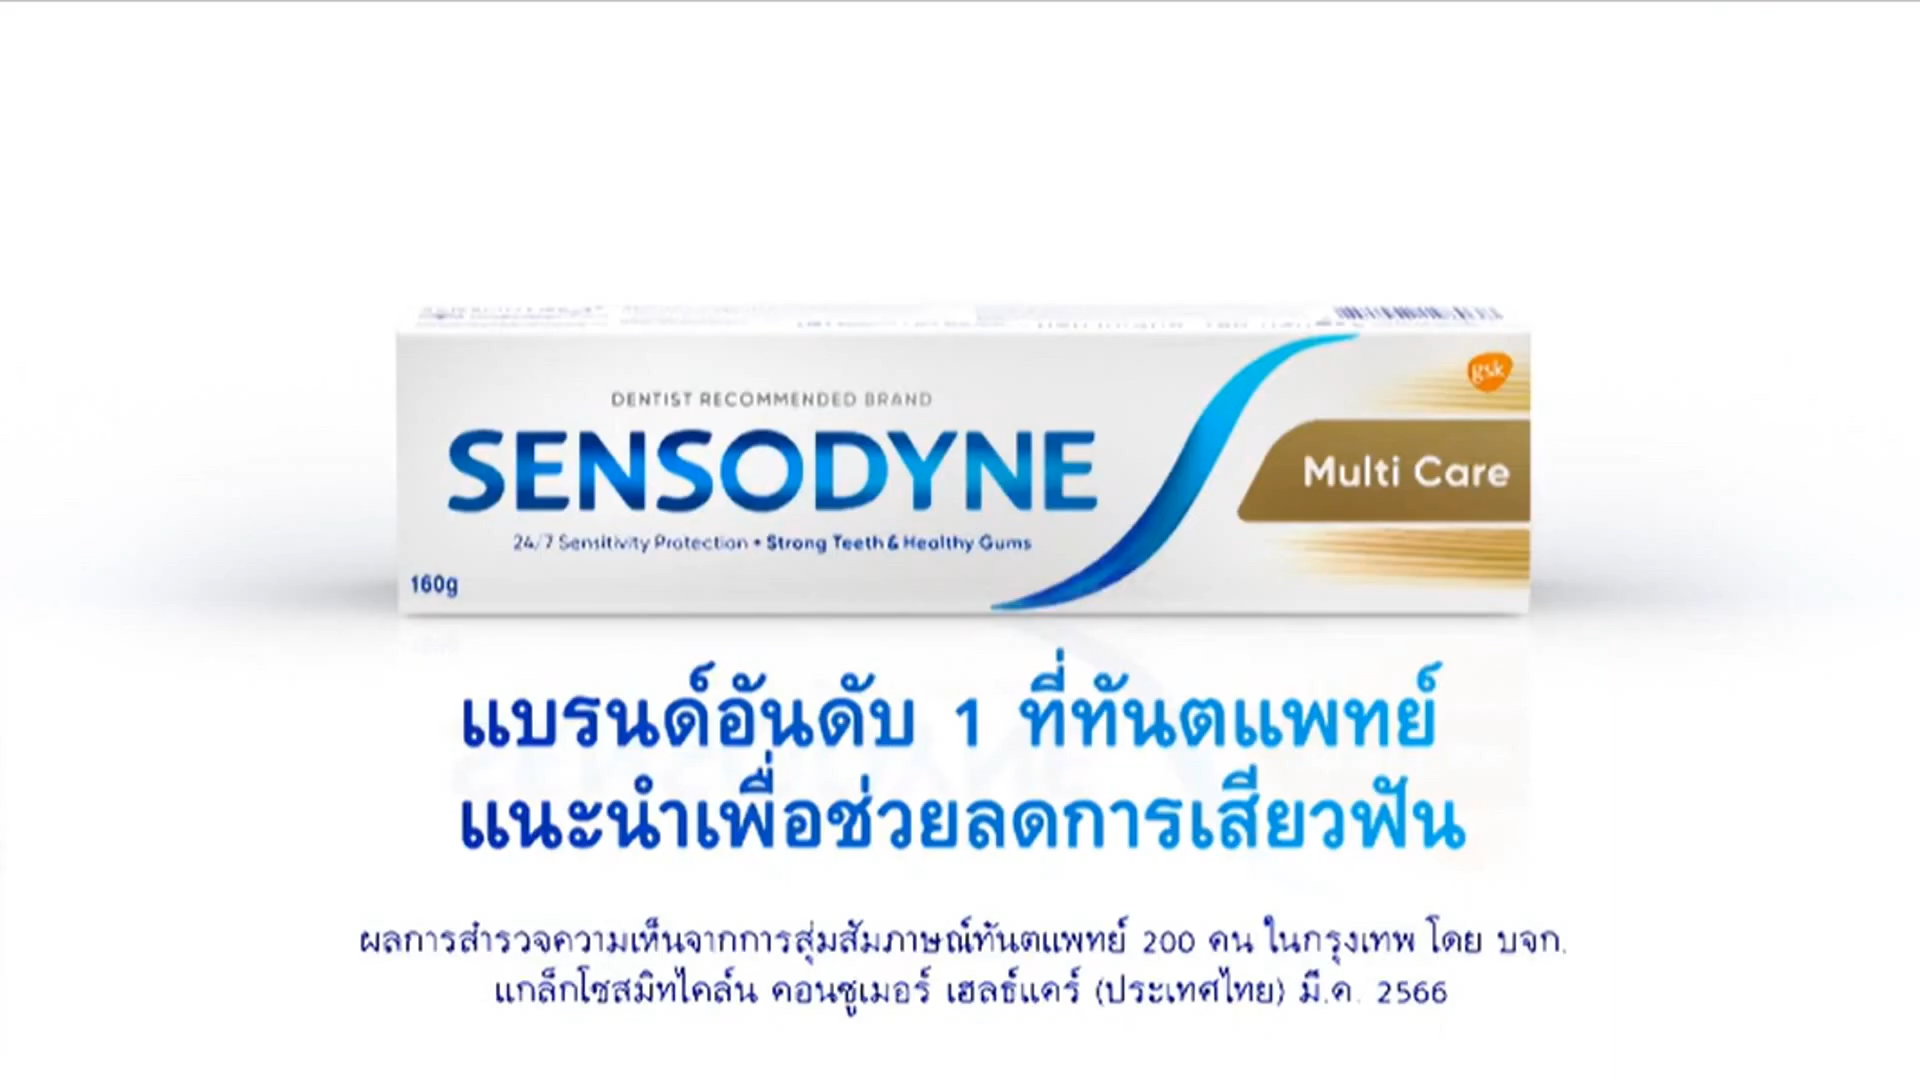 gsk
DENTIST RECOMMENDED BRAND
SENSODYNE
Multi Care
24/7 Sensitivity Protection • Strong Teeth & Healthy Gums
160g
แบรนด์อันดับ 1 ที่ทันตแพทย์
แนะนำเพื่อช่วยลดการเสียวฟัน
ผลการสำรวจความเห็นจากการสุ่มสัมภาษณ์ทันตแพทย์ 200 คน ในกรุงเทพ โดย บจก.
แกล็กโซสมิทไคล์น คอนซูเมอร์ เฮลธ์แคร์ (ประเทศไทย) มี.ค. 2566